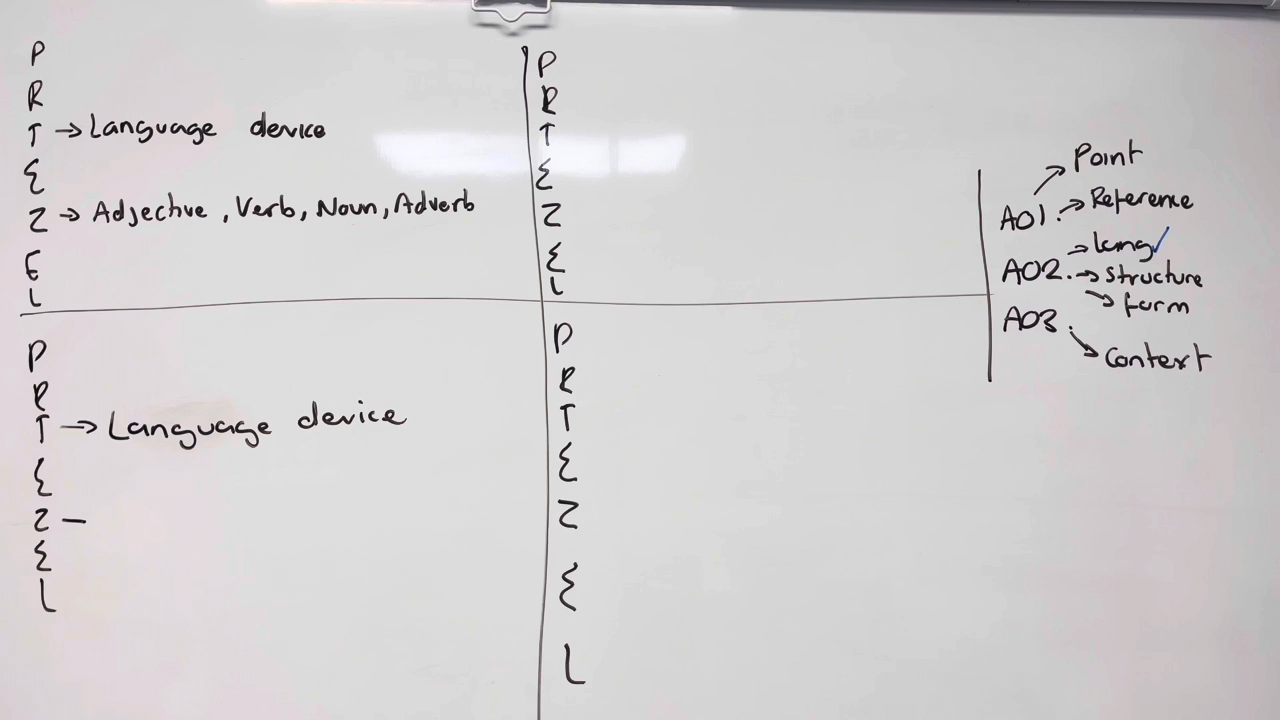 P
R
T → Language device
E
Z → Adjective, Verb, Noun, Adverb
E
L
P
R
T
E
Z
E
L
P
R
T → Language device
E
Z –
E
L
P
R
T
E
Z
E
L
Point
AO1 → Reference
→ lang ✓
AO2 → structure
→ form
AO3
→ Context